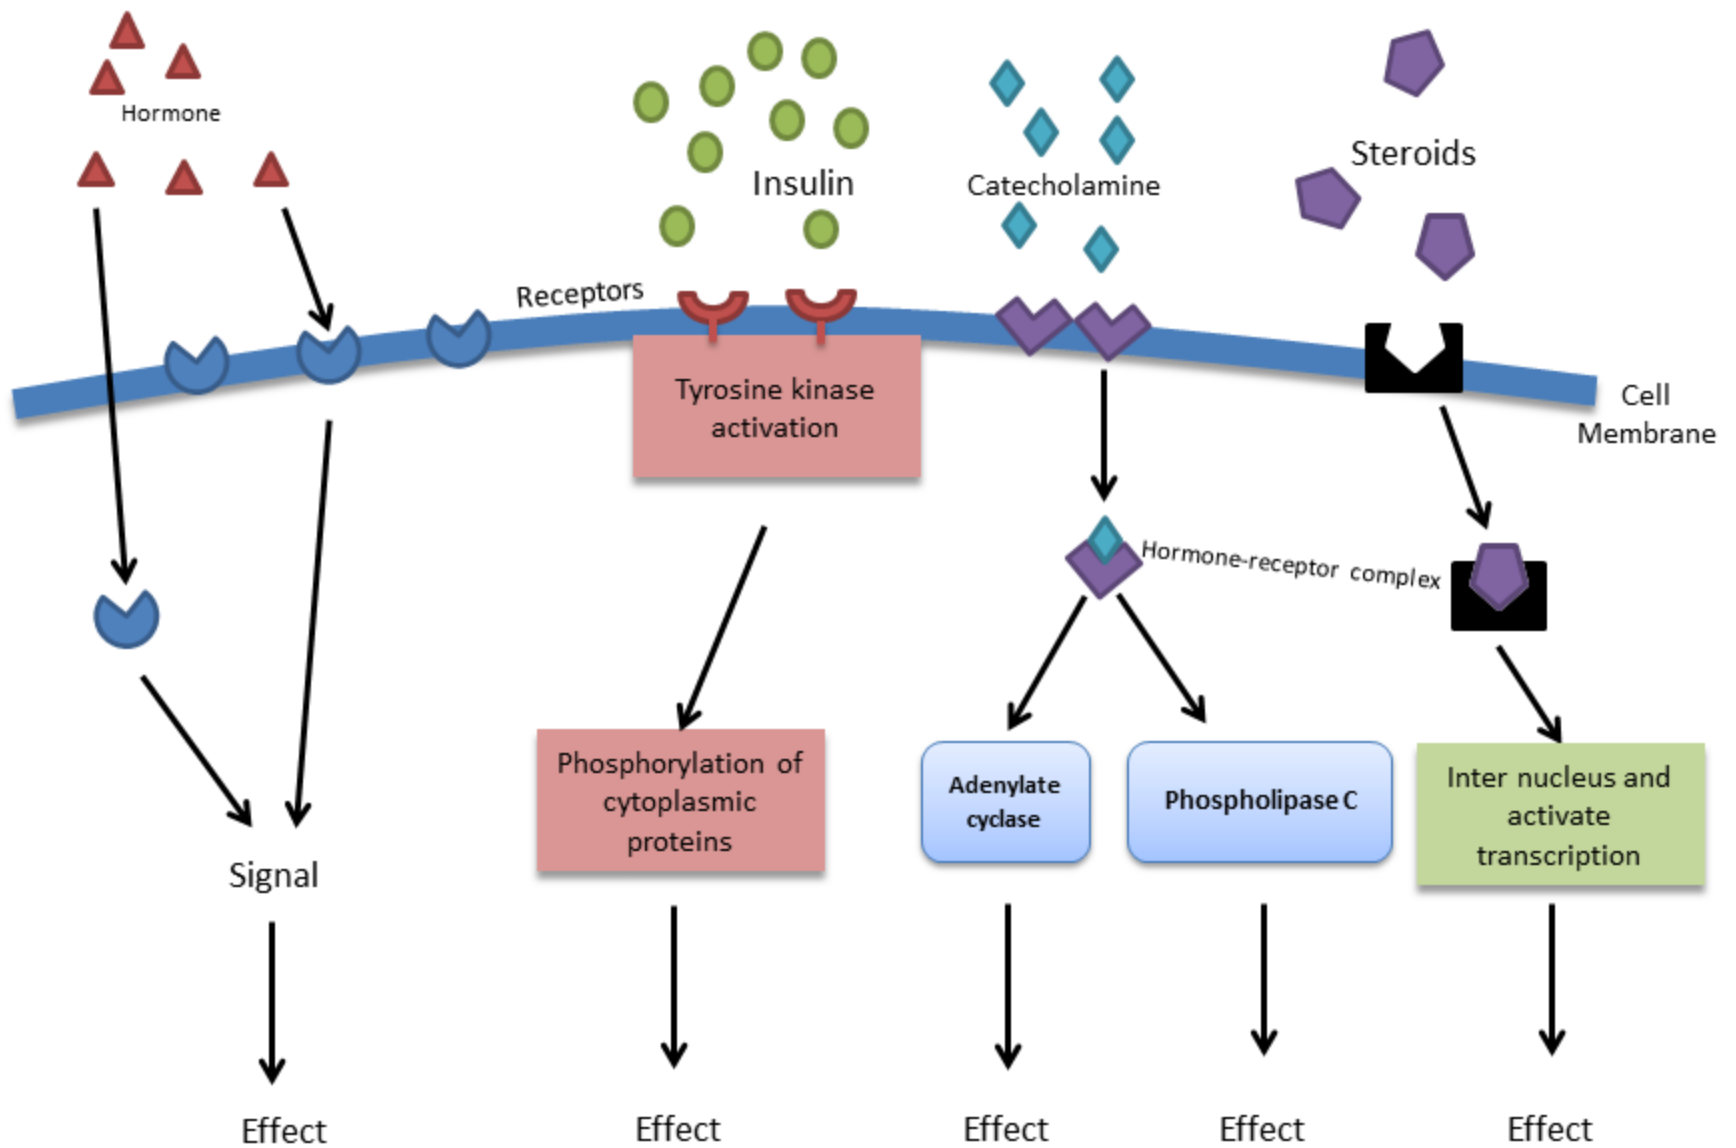 Hormone
Insulin
Catecholamine
Steroids
Receptors
Cell
Membrane
Tyrosine kinase
activation
Hormone-receptor complex
Phosphorylation of
cytoplasmic
proteins
Adenylate
cyclase
Phospholipase C
Inter nucleus and
activate
transcription
Signal
Effect
Effect
Effect
Effect
Effect